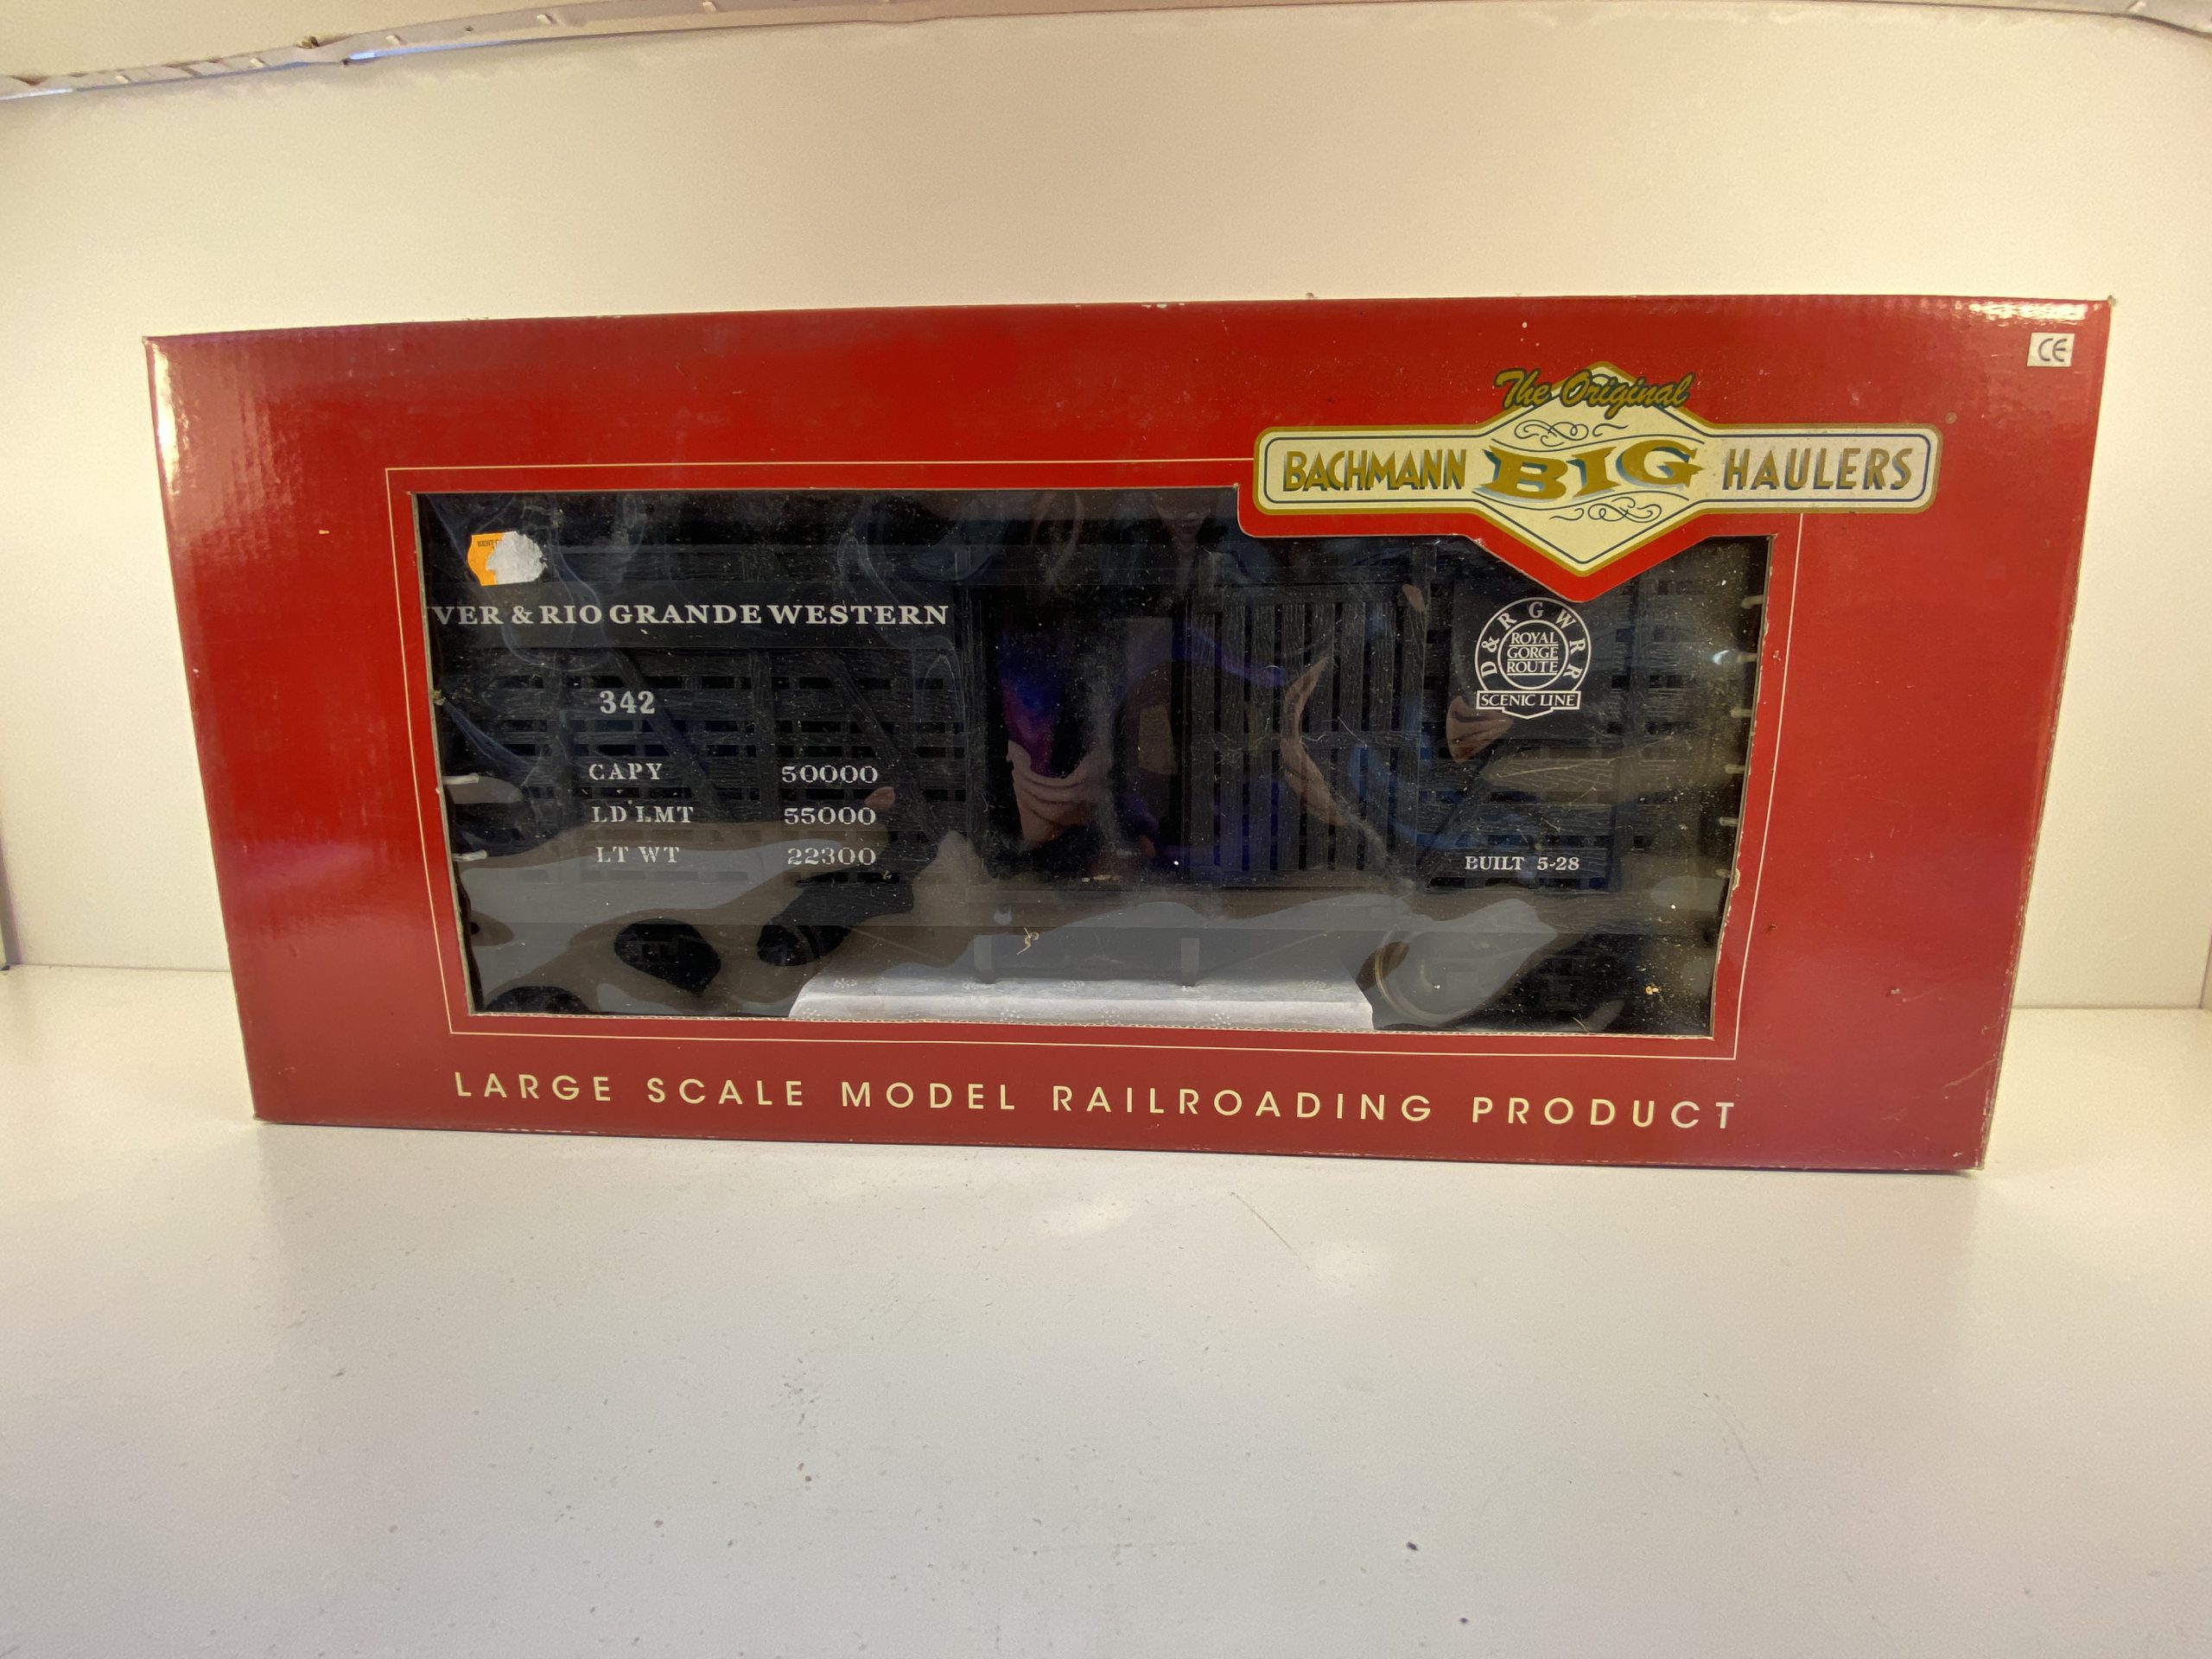 CE
The Original
BACHMANN BIG HAULERS
VER & RIO GRANDE WESTERN
342
CAPY 50000
LD LMT 55000
LT WT 22300
D & R G W R R
ROYAL
GORGE
ROUTE
SCENIC LINE
BUILT 5-28
LARGE SCALE MODEL RAILROADING PRODUCT